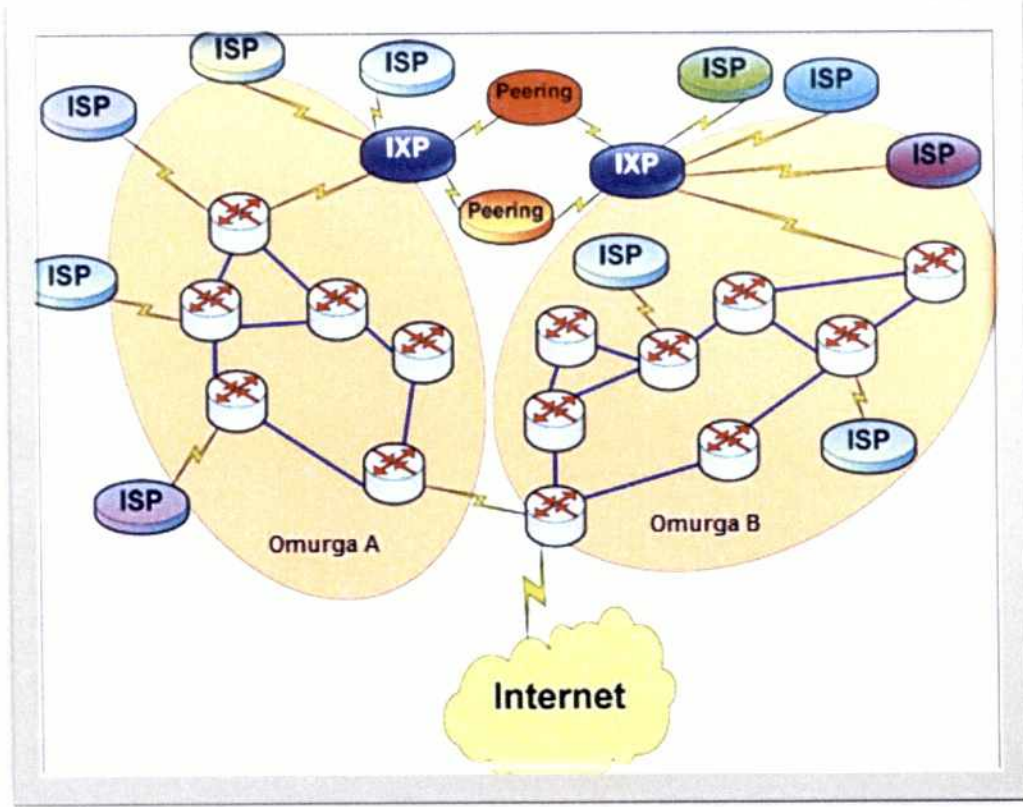 ISP
ISP
ISP
ISP
Peering
ISP
ISP
IXP
IXP
ISP
Peering
ISP
ISP
ISP
ISP
Omurga A
Omurga B
Internet